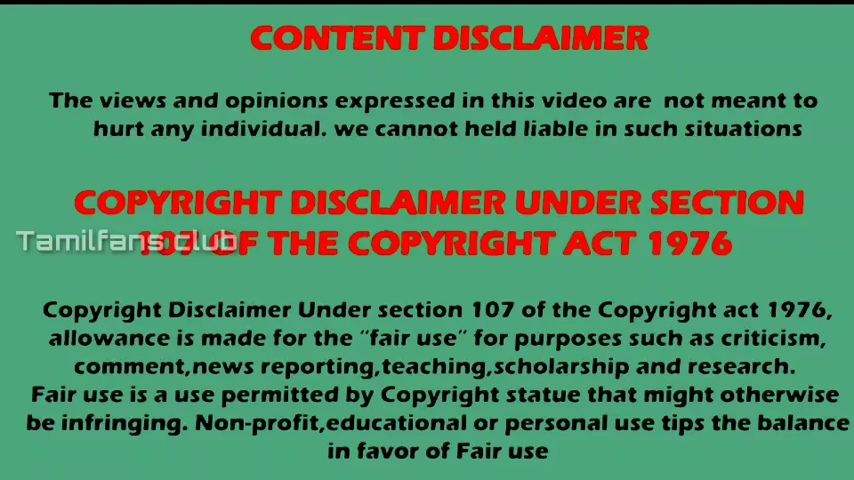 CONTENT DISCLAIMER
The views and opinions expressed in this video are not meant to
hurt any individual. we cannot held liable in such situations
COPYRIGHT DISCLAIMER UNDER SECTION
107 OF THE COPYRIGHT ACT 1976
Tamilfans club
Copyright Disclaimer Under section 107 of the Copyright act 1976,
allowance is made for the "fair use" for purposes such as criticism,
comment,news reporting,teaching,scholarship and research.
Fair use is a use permitted by Copyright statue that might otherwise
be infringing. Non-profit,educational or personal use tips the balance
in favor of Fair use